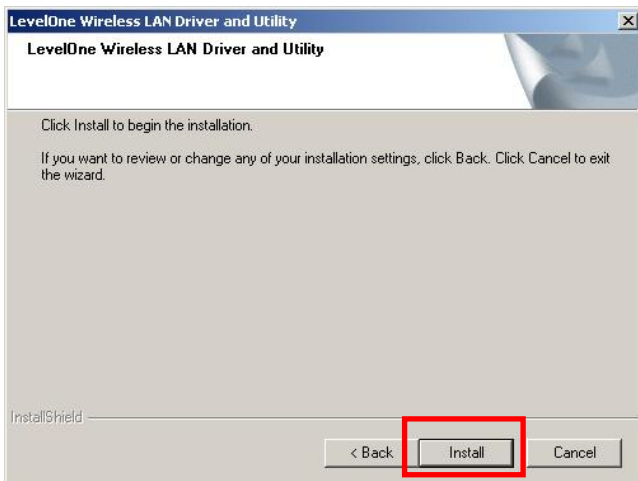 LevelOne Wireless LAN Driver and Utility
LevelOne Wireless LAN Driver and Utility
Click Install to begin the installation.
If you want to review or change any of your installation settings, click Back. Click Cancel to exit
the wizard.
InstallShield
< Back Install Cancel